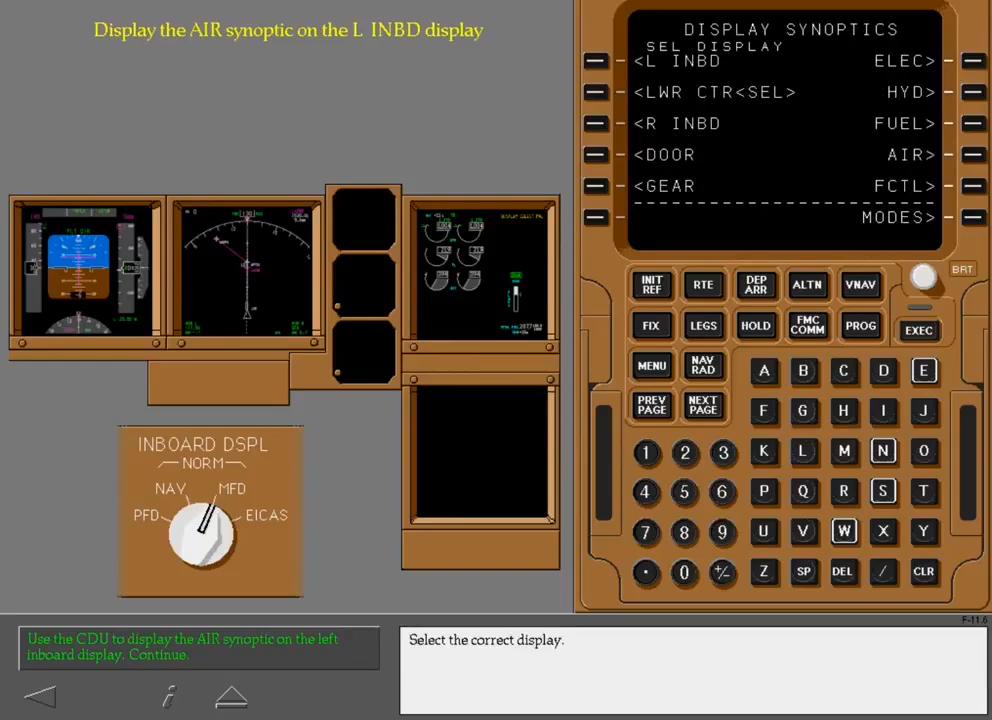 Display the AIR synoptic on the L INBD display
DISPLAY SYNOPTICS
SEL DISPLAY
<L INBD ELEC>
<LWR CTR<SEL> HYD>
<R INBD FUEL>
<DOOR AIR>
<GEAR FCTL>
MODES>
BRT
INIT REF
RTE
DEP ARR
ALTN
VNAV
FIX
LEGS
HOLD
FMC COMM
PROG
EXEC
MENU
NAV RAD
PREV PAGE
NEXT PAGE
A B C D E
F G H I J
1 2 3 K L M N O
4 5 6 P Q R S T
7 8 9 U V W X Y
. 0 +/- Z SP DEL / CLR
FLT DIR
INBOARD DSPL
NORM
NAV MFD
PFD EICAS
F-11.6
Use the CDU to display the AIR synoptic on the left
inboard display. Continue.
i
Select the correct display.